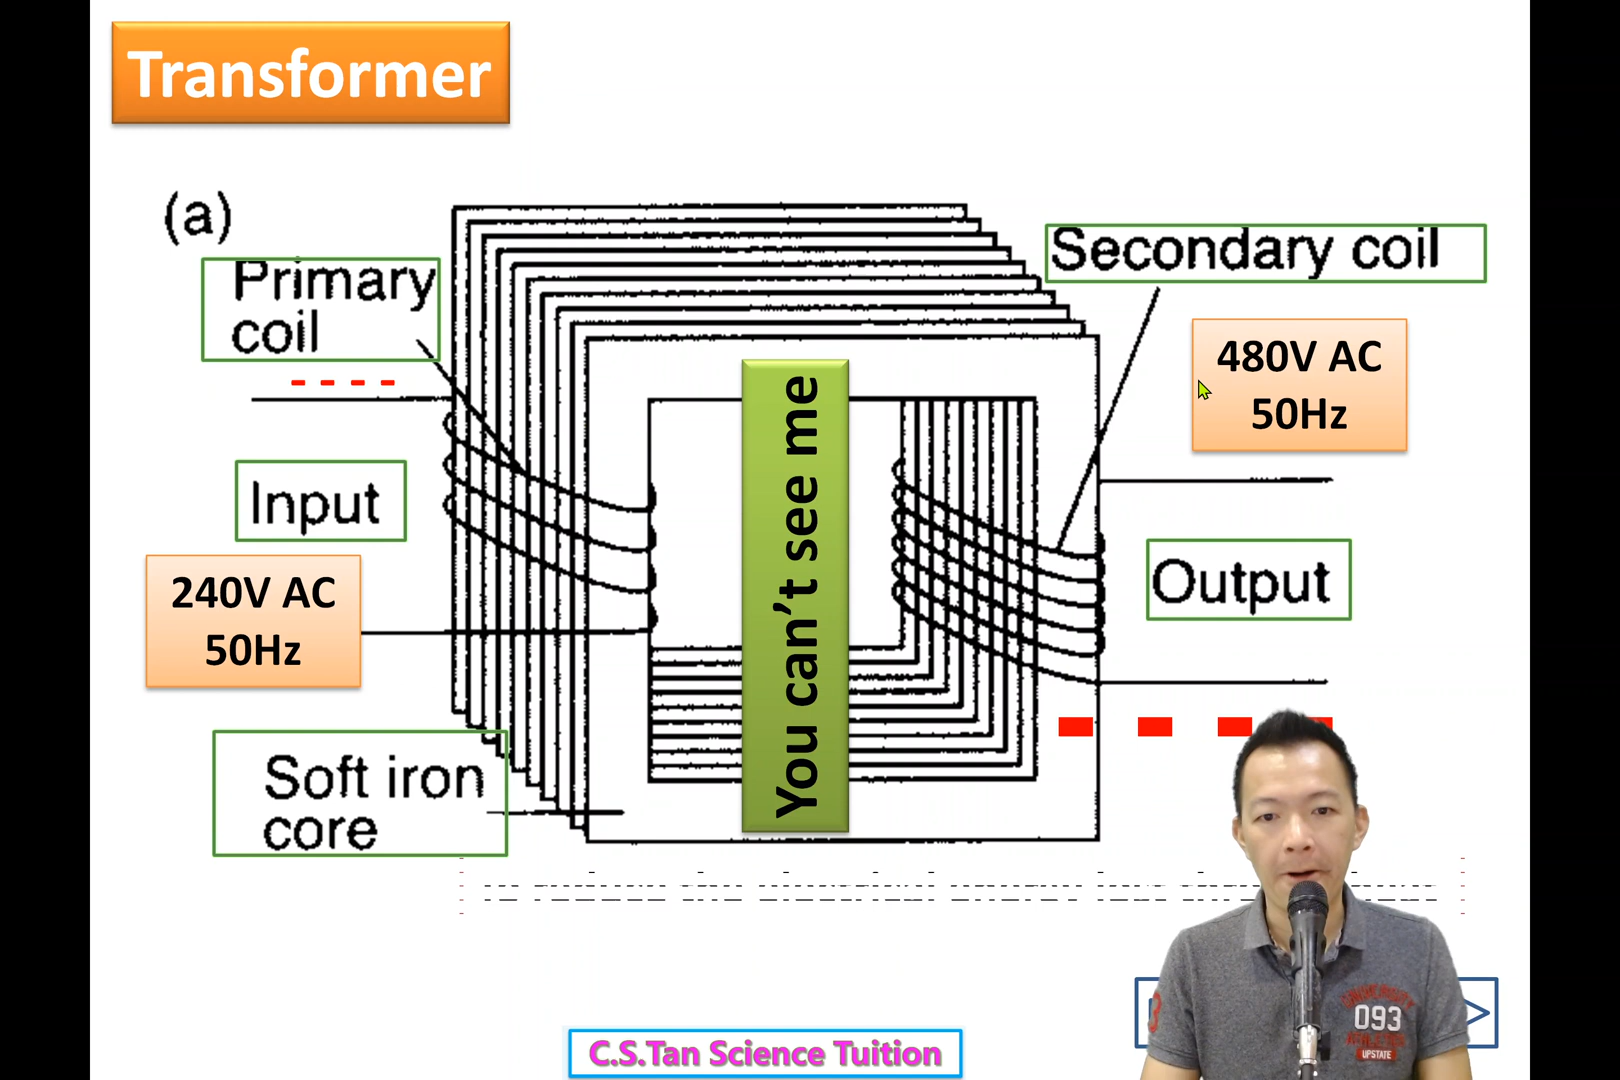 Transformer
(a)
Primary
coil
Secondary coil
480V AC
50Hz
Input
You can't see me
240V AC
50Hz
Output
Soft iron
core
093
UPSTATE
C.S.Tan Science Tuition